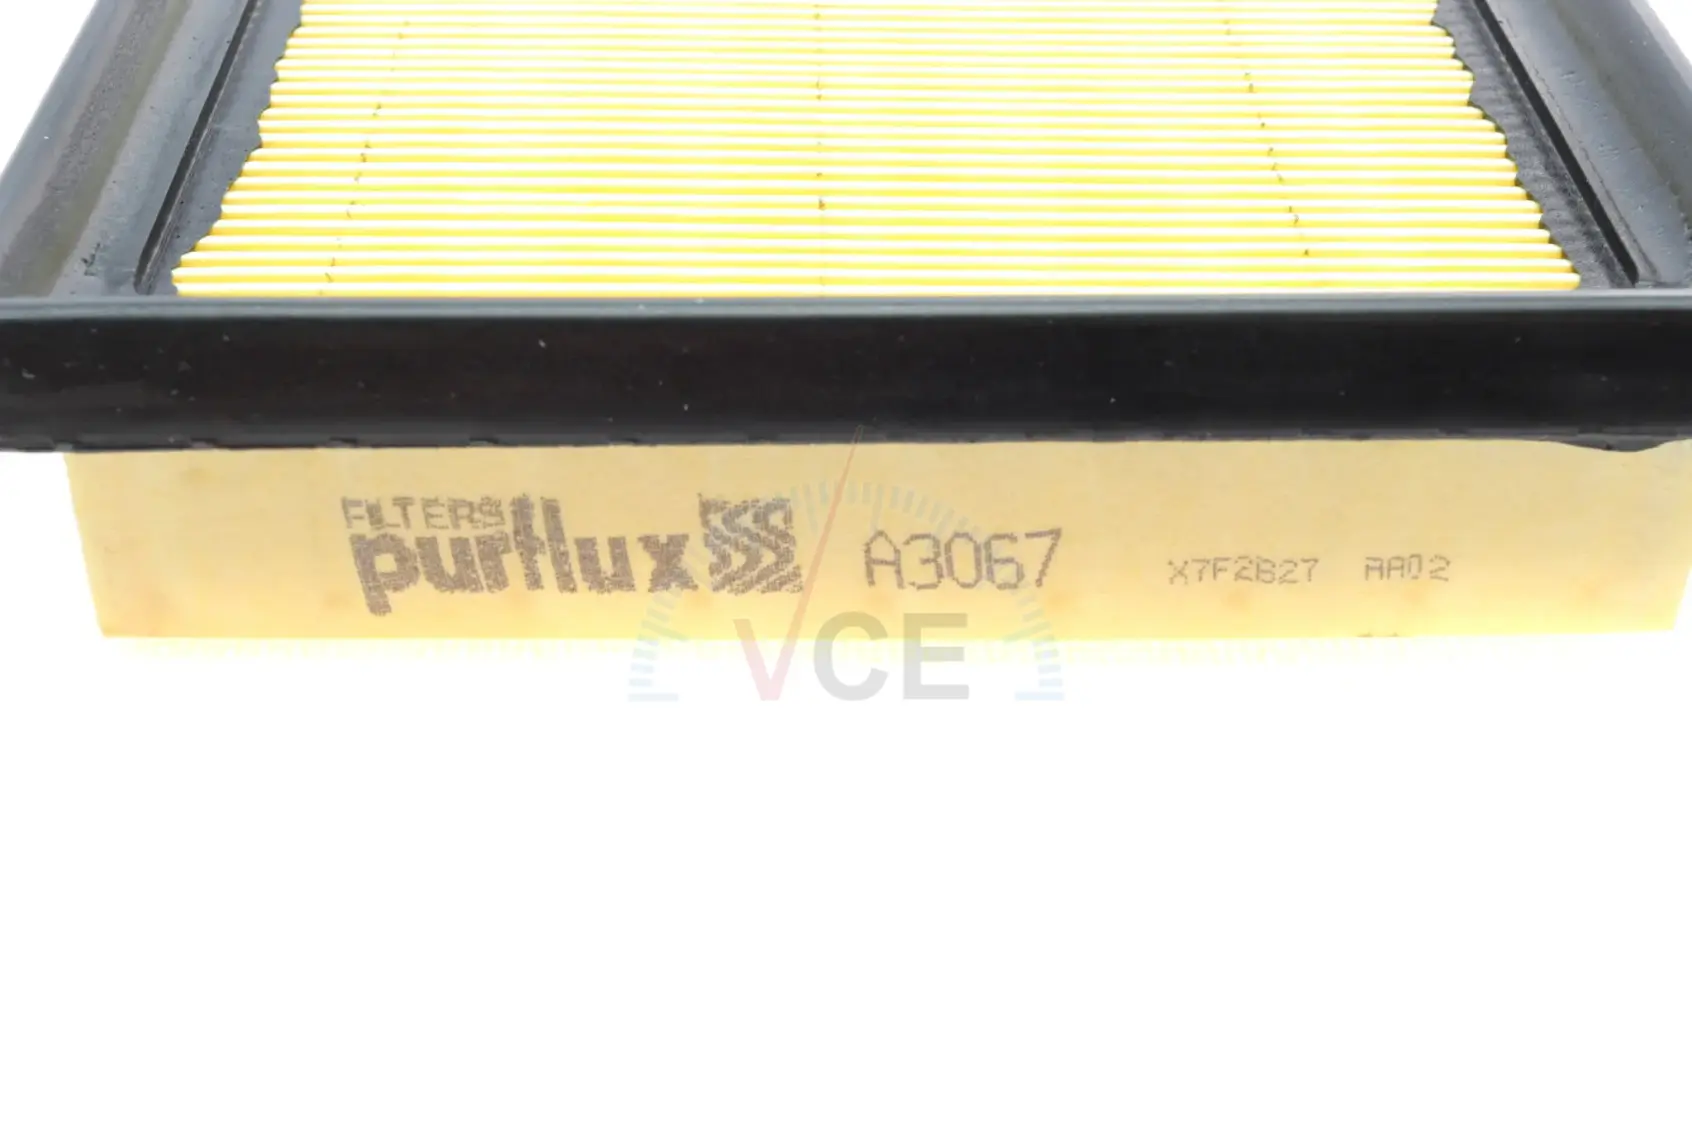 FILTERS
purflux A3067 X7F2B27 AA02
VCE